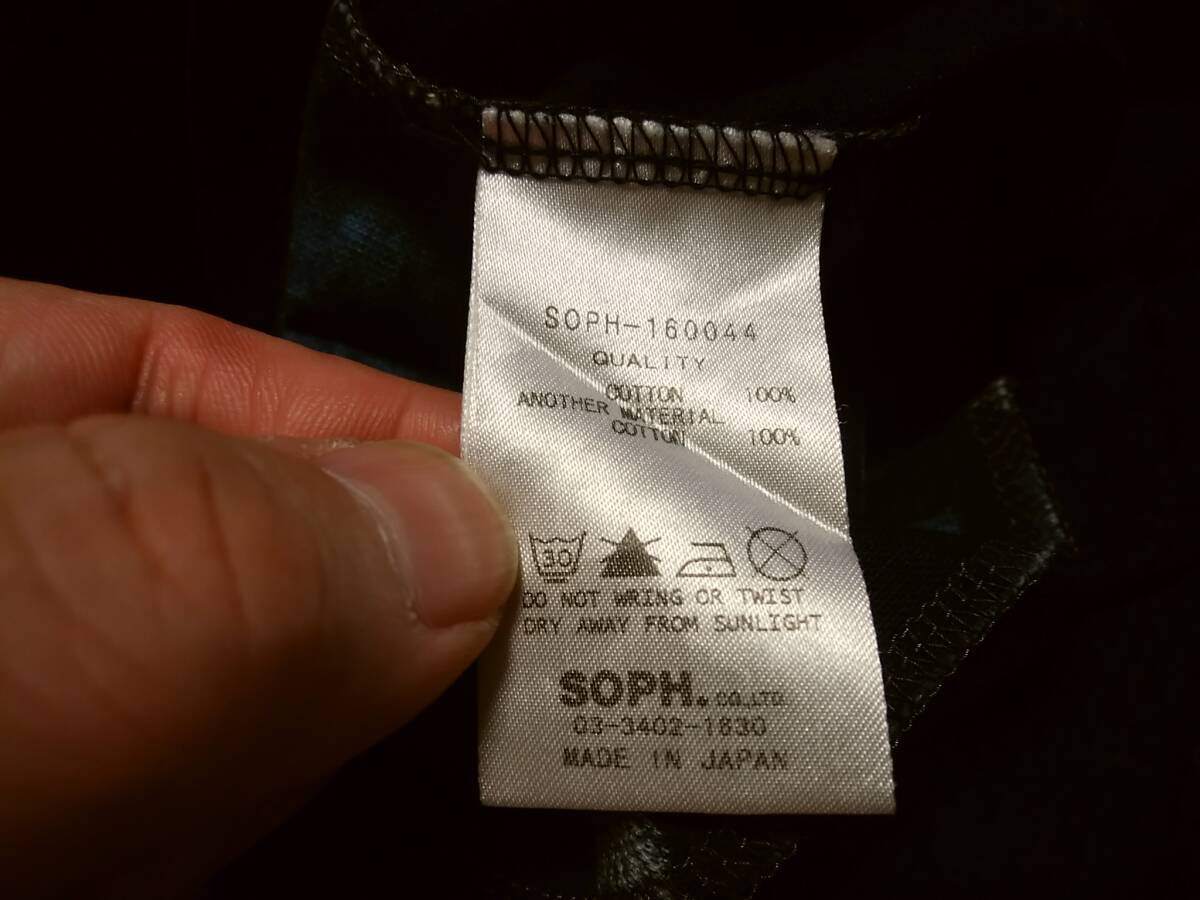 SOPH-160044
QUALITY
COTTON 100%
ANOTHER MATERIAL
COTTON 100%
30
DO NOT WRING OR TWIST
DRY AWAY FROM SUNLIGHT
SOPH. CO.,LTD.
03-3402-1830
MADE IN JAPAN